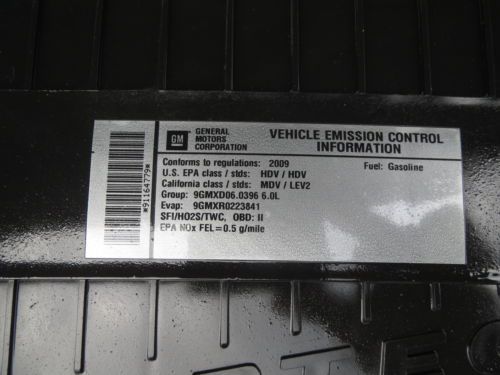 GM
GENERAL
MOTORS
CORPORATION
VEHICLE EMISSION CONTROL
INFORMATION
Conforms to regulations: 2009
Fuel: Gasoline
U.S. EPA class / stds: HDV / HDV
California class / stds: MDV / LEV2
Group: 9GMXD06.0396 6.0L
Evap: 9GMXR0223841
SFI/HO2S/TWC, OBD: II
EPA NOx FEL=0.5 g/mile
*91164779*